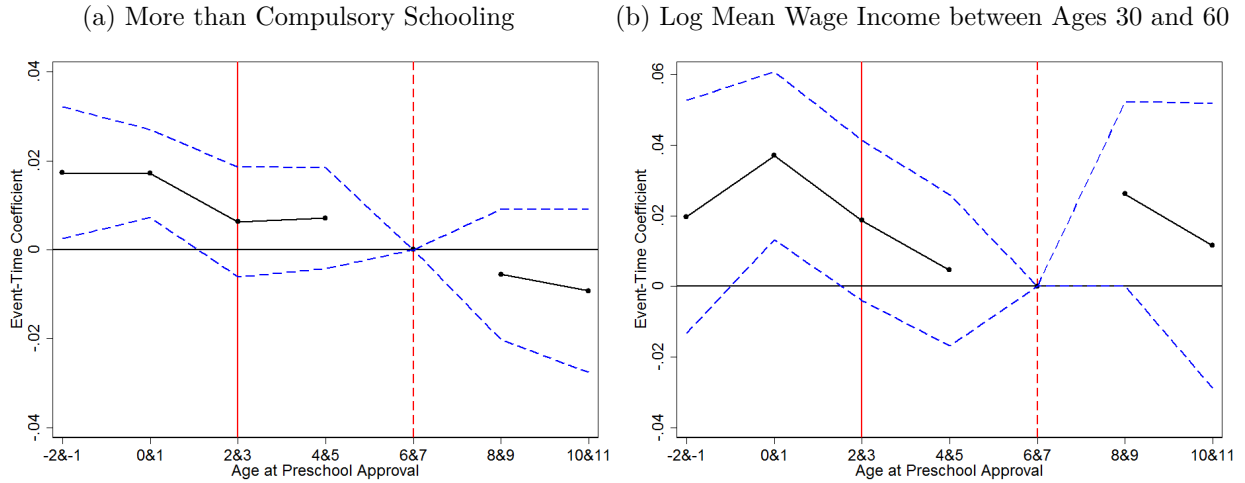 (a) More than Compulsory Schooling
Event-Time Coefficient
.04
.02
0
-.02
-.04
-2&-1 0&1 2&3 4&5 6&7 8&9 10&11
Age at Preschool Approval
(b) Log Mean Wage Income between Ages 30 and 60
Event-Time Coefficient
.06
.04
.02
0
-.02
-.04
-2&-1 0&1 2&3 4&5 6&7 8&9 10&11
Age at Preschool Approval